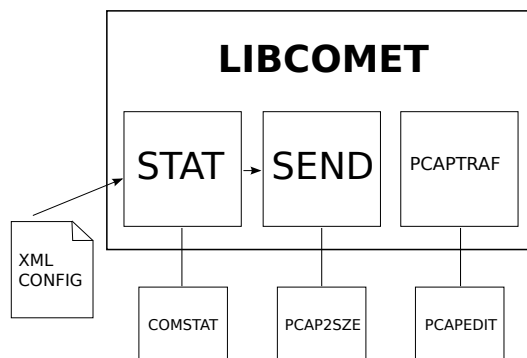 LIBCOMET
STAT
SEND
PCAPTRAF
XML
CONFIG
COMSTAT
PCAP2SZE
PCAPEDIT